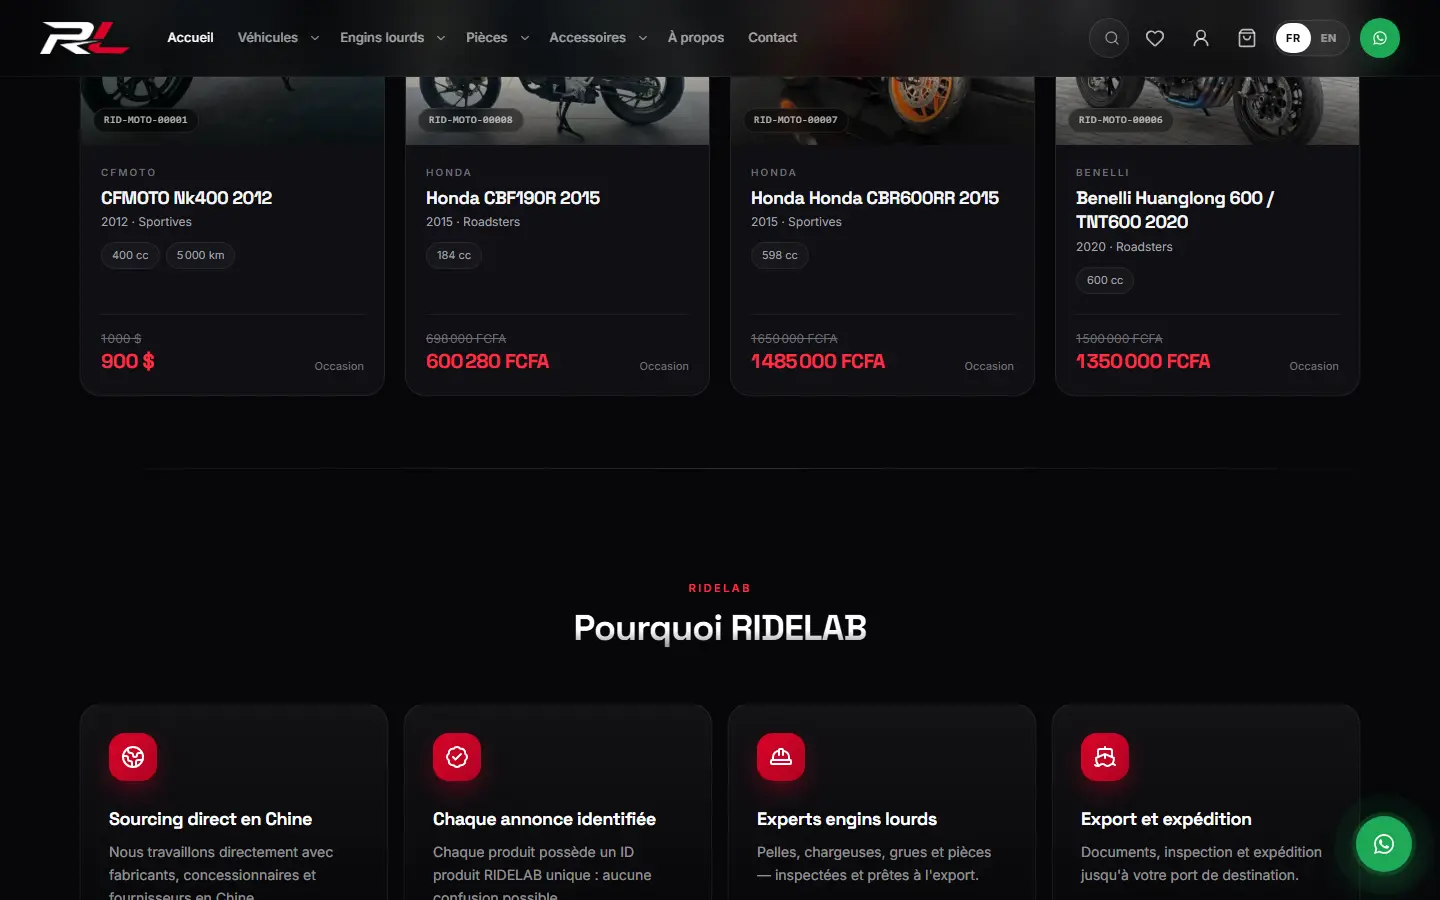 RL
Accueil
Véhicules
Engins lourds
Pièces
Accessoires
À propos
Contact
FR
EN
RID-MOTO-00001
RID-MOTO-00008
RID-MOTO-00007
RID-MOTO-00006
CFMOTO
CFMOTO Nk400 2012
2012 · Sportives
400 cc
5 000 km
1 000 $
900 $
Occasion
HONDA
Honda CBF190R 2015
2015 · Roadsters
184 cc
698 000 FCFA
600 280 FCFA
Occasion
HONDA
Honda Honda CBR600RR 2015
2015 · Sportives
598 cc
1 650 000 FCFA
1 485 000 FCFA
Occasion
BENELLI
Benelli Huanglong 600 /
TNT600 2020
2020 · Roadsters
600 cc
1 500 000 FCFA
1 350 000 FCFA
Occasion
RIDELAB
Pourquoi RIDELAB
Sourcing direct en Chine
Nous travaillons directement avec
fabricants, concessionnaires et
fournisseurs en Chine.
Chaque annonce identifiée
Chaque produit possède un ID
produit RIDELAB unique : aucune
confusion possible.
Experts engins lourds
Pelles, chargeuses, grues et pièces
— inspectées et prêtes à l'export.
Export et expédition
Documents, inspection et expédition
jusqu'à votre port de destination.